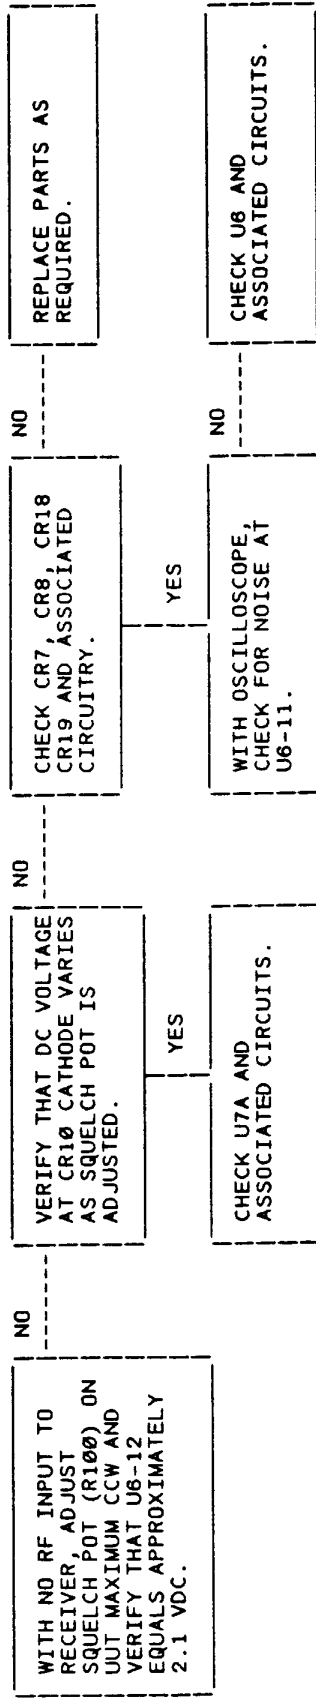 WITH NO RF INPUT TO
RECEIVER, ADJUST
SQUELCH POT (R100) ON
UUT MAXIMUM CCW AND
VERIFY THAT U6-12
EQUALS APPROXIMATELY
2.1 VDC.
NO
VERIFY THAT DC VOLTAGE
AT CR10 CATHODE VARIES
AS SQUELCH POT IS
ADJUSTED.
YES
CHECK U7A AND
ASSOCIATED CIRCUITS.
NO
CHECK CR7, CR8, CR18
CR19 AND ASSOCIATED
CIRCUITRY.
YES
WITH OSCILLOSCOPE,
CHECK FOR NOISE AT
U6-11.
NO
REPLACE PARTS AS
REQUIRED.
NO
CHECK U8 AND
ASSOCIATED CIRCUITS.